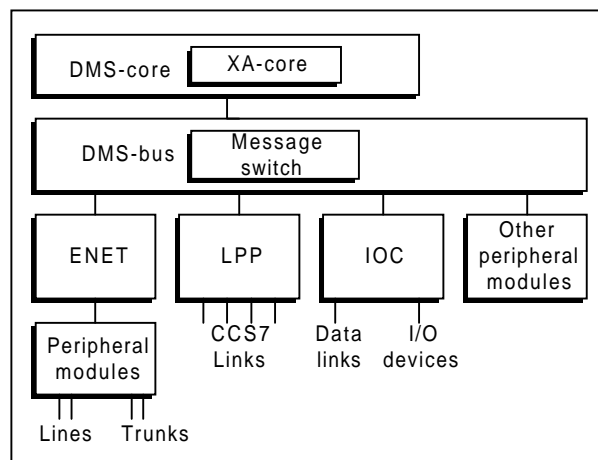 DMS-core
XA-core
DMS-bus
Message
switch
ENET
LPP
IOC
Other
peripheral
modules
Peripheral
modules
CCS7
Links
Data
links
I/O
devices
Lines
Trunks